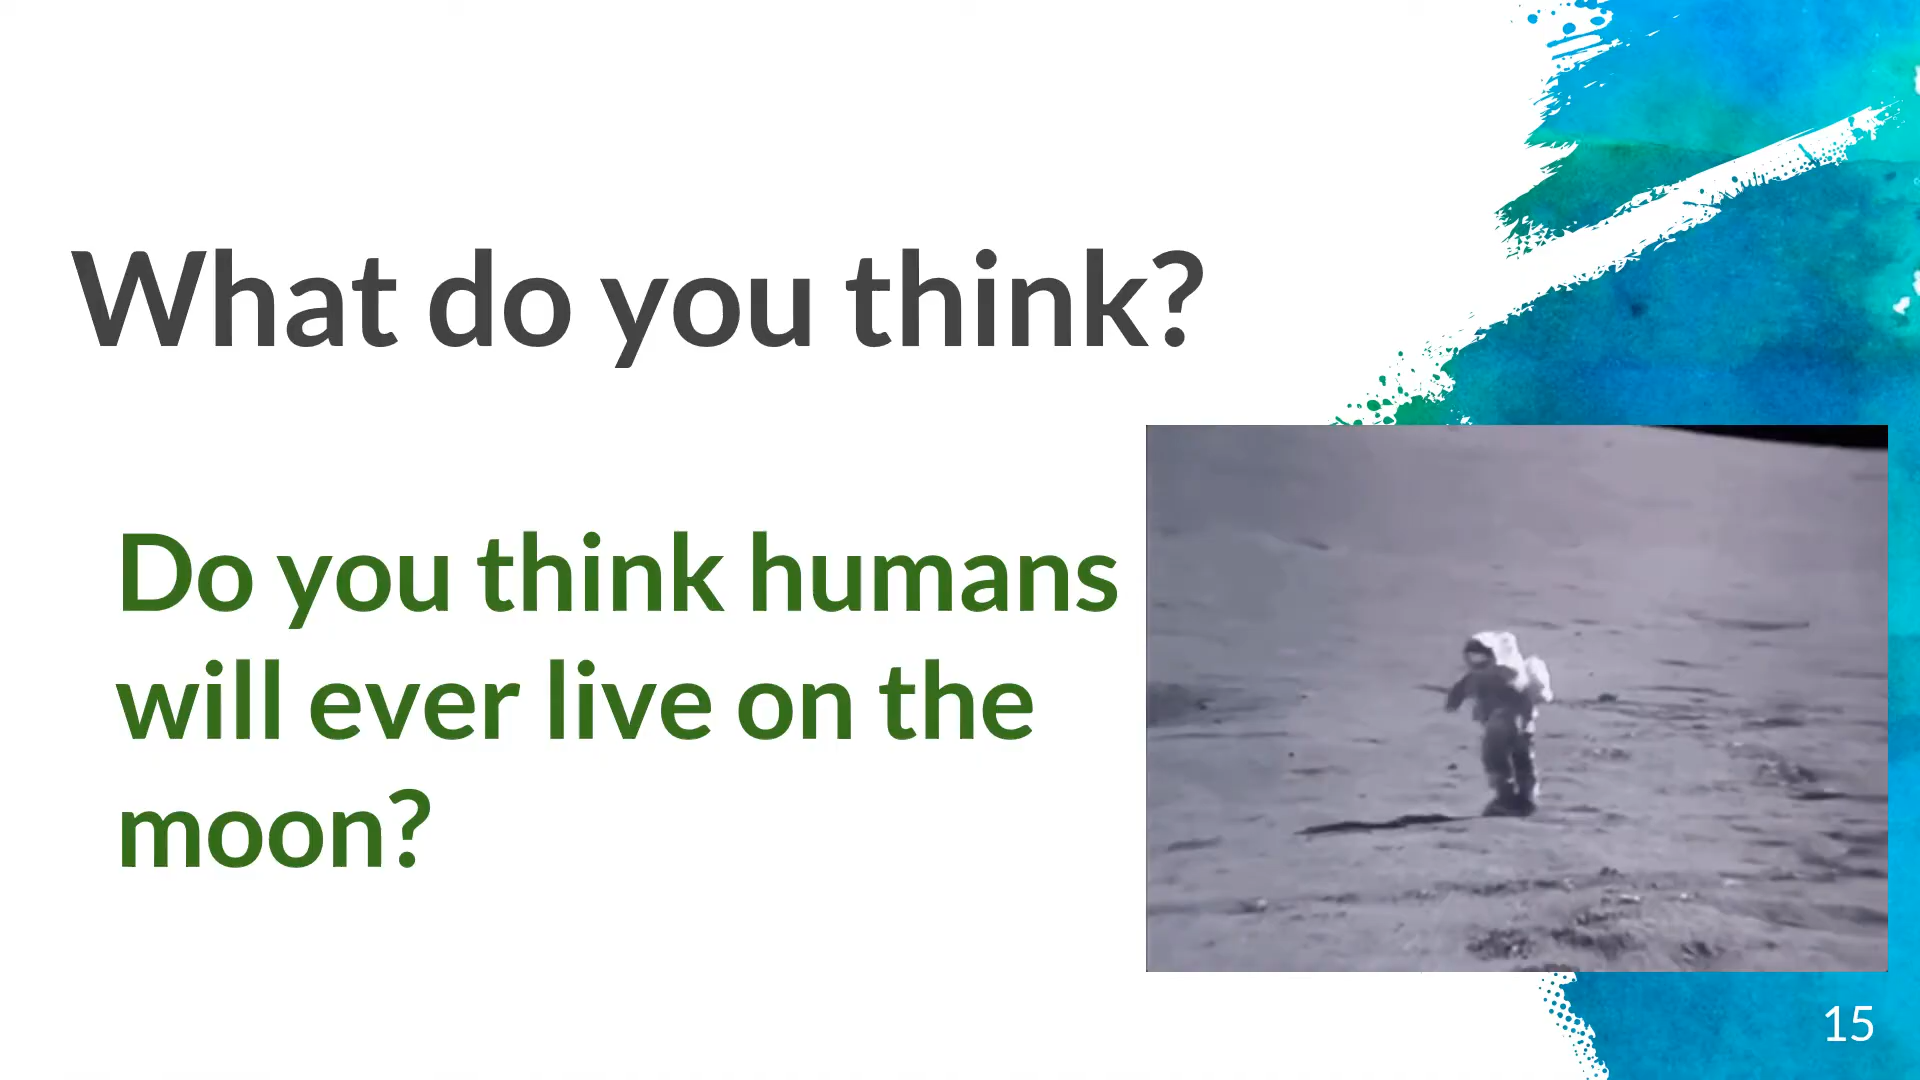 What do you think?
Do you think humans
will ever live on the
moon?
15